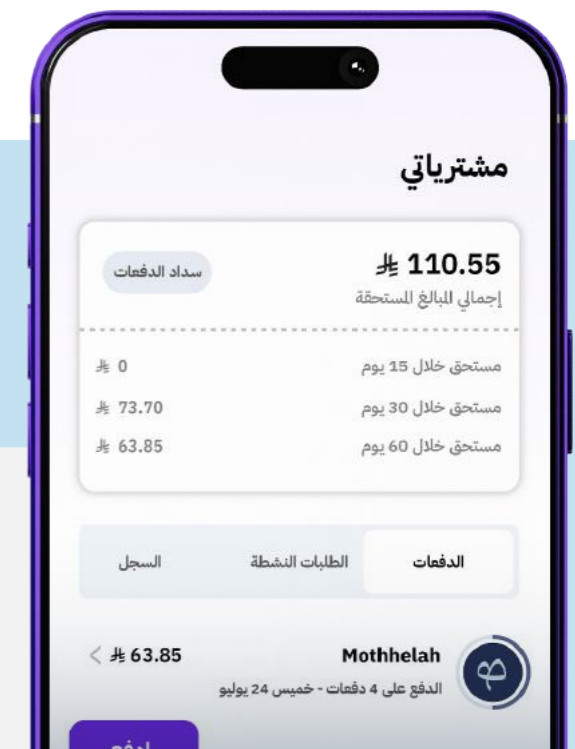 مشترياتي
110.55 ⃁
سداد الدفعات
إجمالي المبالغ المستحقة
مستحق خلال 15 يوم
0 ⃁
مستحق خلال 30 يوم
73.70 ⃁
مستحق خلال 60 يوم
63.85 ⃁
الدفعات
الطلبات النشطة
السجل
Mothhelah
63.85 ⃁
الدفع على 4 دفعات - خميس 24 يوليو